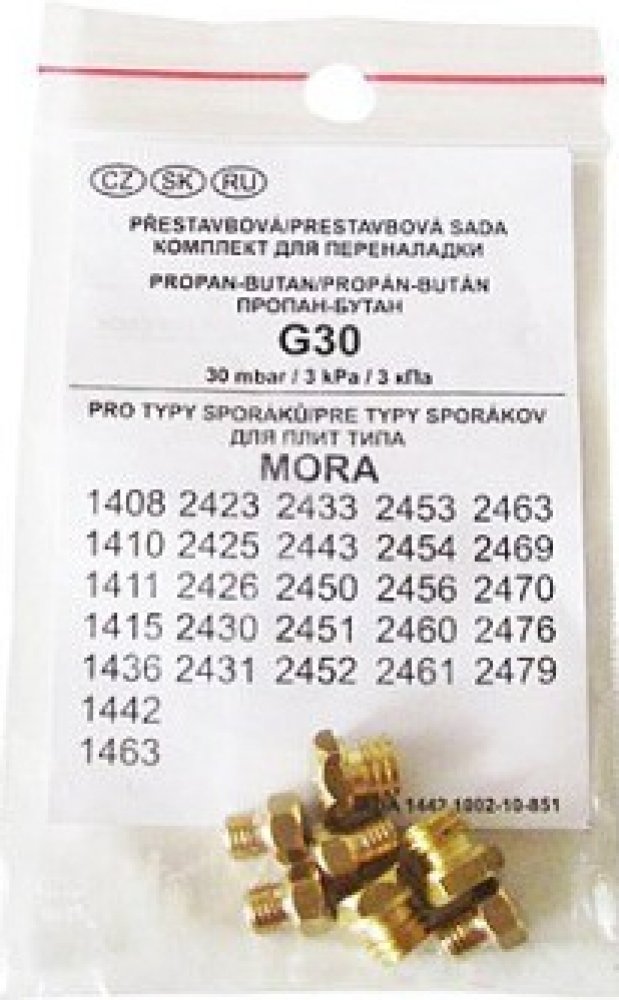 CZ SK RU
PŘESTAVBOVÁ/PRESTAVBOVÁ SADA
КОМПЛЕКТ ДЛЯ ПЕРЕНАЛАДКИ
PROPAN-BUTAN/PROPÁN-BUTÁN
ПРОПАН-БУТАН
G30
30 mbar / 3 kPa / 3 кПа
PRO TYPY SPORÁKŮ/PRE TYPY SPORÁKOV
ДЛЯ ПЛИТ ТИПА
MORA
1408 2423 2433 2453 2463
1410 2425 2443 2454 2469
1411 2426 2450 2456 2470
1415 2430 2451 2460 2476
1436 2431 2452 2461 2479
1442
1463
1442.1002-10-851